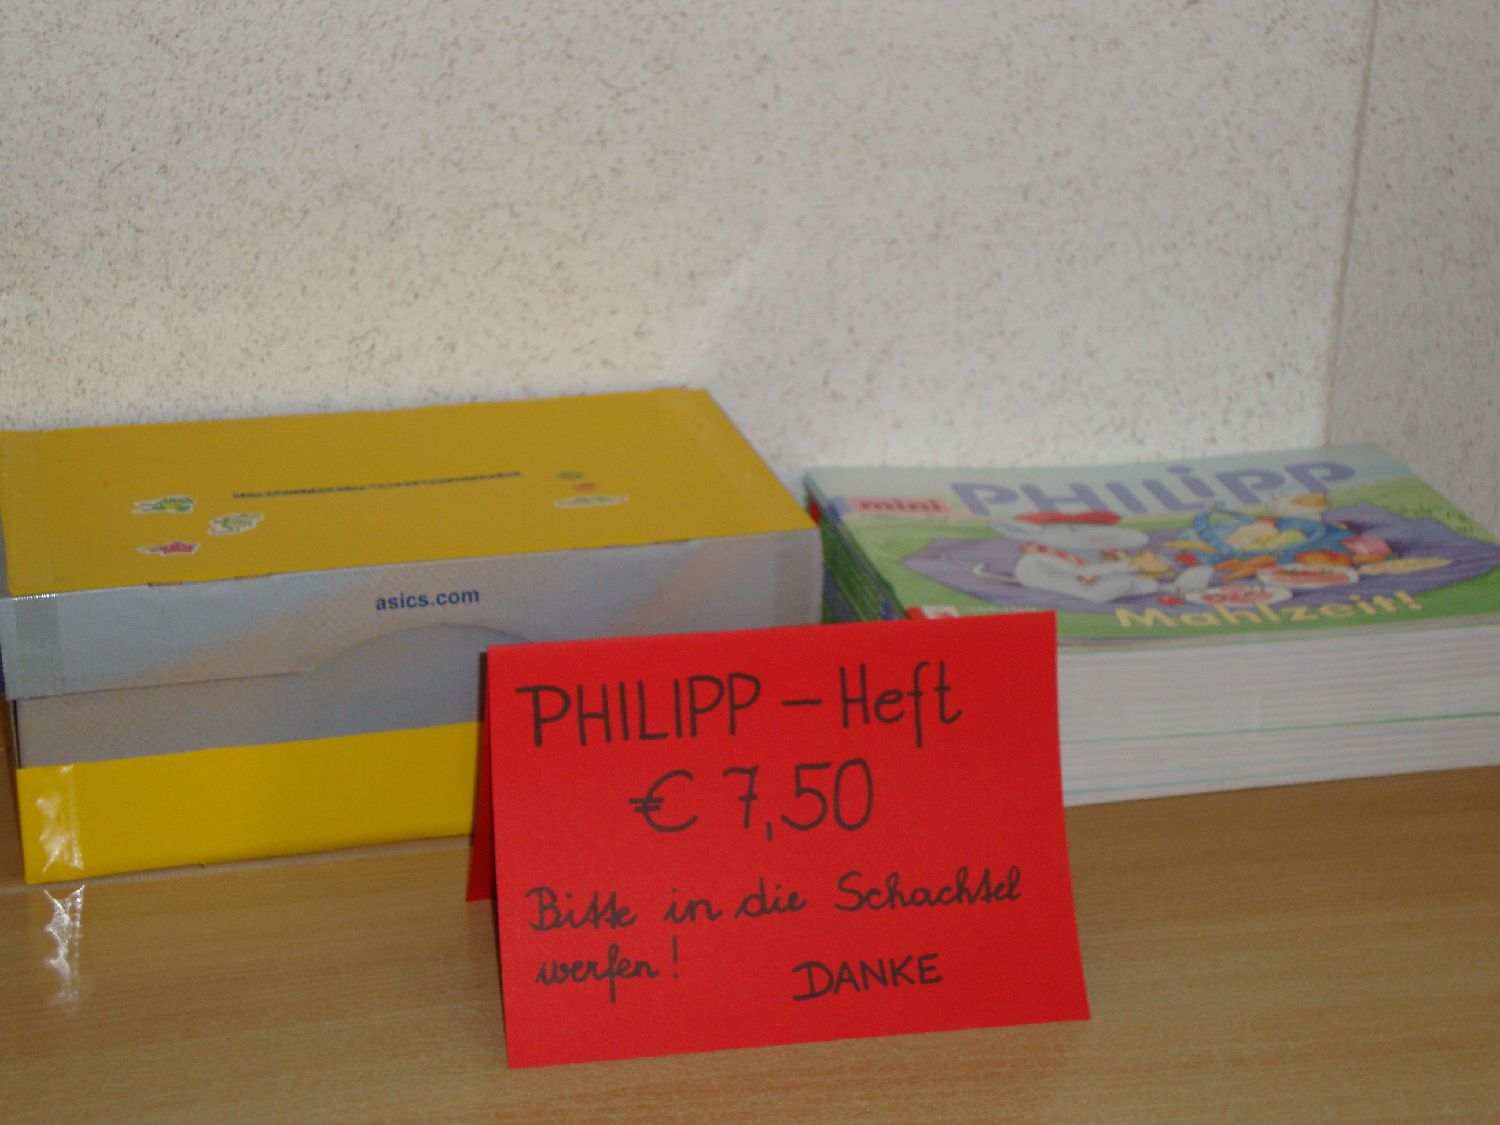 asics.com
mini PHILiPP
Mahlzeit!
PHILIPP - Heft
€ 7,50
Bitte in die Schachtel
werfen! DANKE